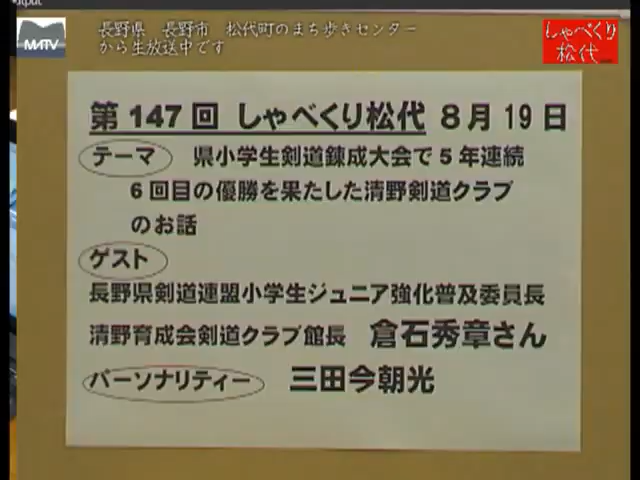 utput
MATV
長野県 長野市 松代町のまち歩きセンター
から生放送中です
しゃべくり
松代
第147回 しゃべくり松代 8月19日
テーマ 県小学生剣道錬成大会で5年連続
6回目の優勝を果たした清野剣道クラブ
のお話
ゲスト
長野県剣道連盟小学生ジュニア強化普及委員長
清野育成会剣道クラブ館長 倉石秀章さん
パーソナリティー 三田今朝光